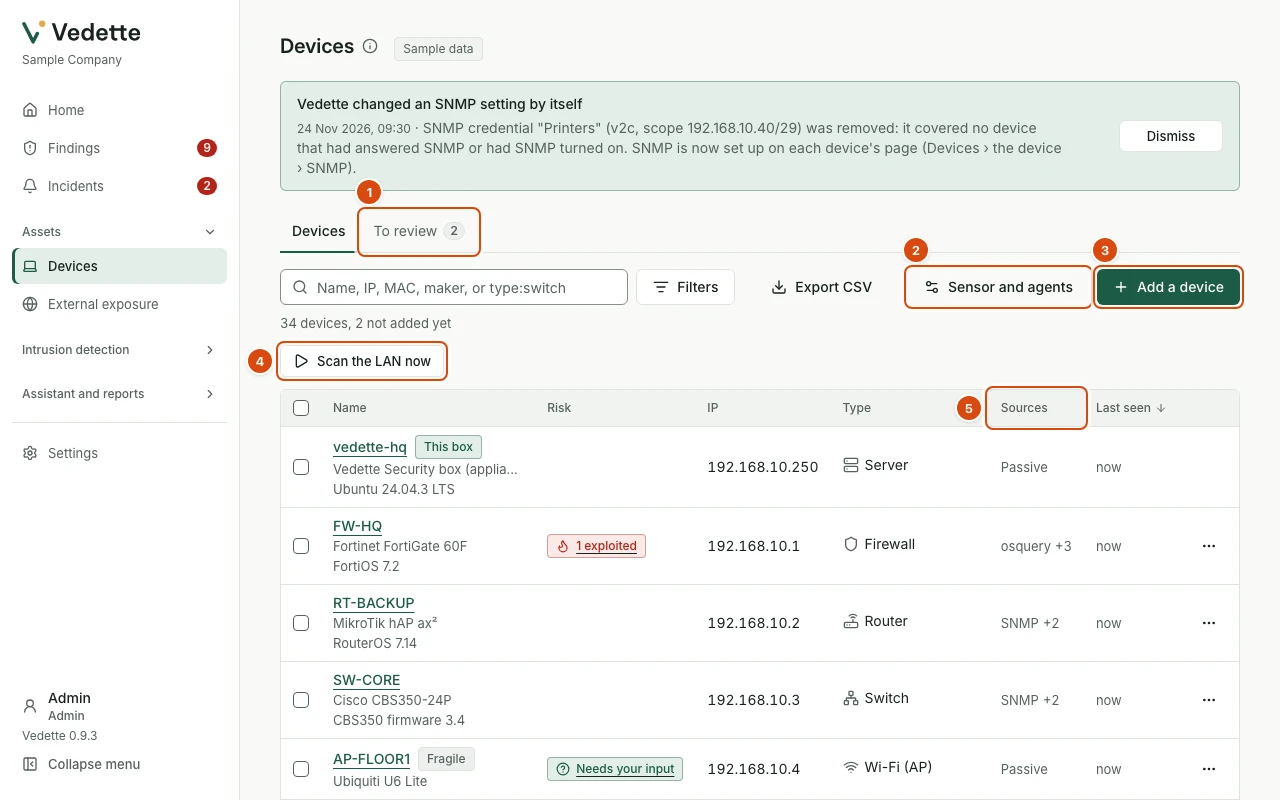 Vedette
Sample Company
Home
Findings 9
Incidents 2
Assets
Devices
External exposure
Intrusion detection
Assistant and reports
Settings
Admin
Admin
Vedette 0.9.3
Collapse menu
Devices Sample data
Vedette changed an SNMP setting by itself
24 Nov 2026, 09:30 · SNMP credential "Printers" (v2c, scope 192.168.10.40/29) was removed: it covered no device
that had answered SNMP or had SNMP turned on. SNMP is now set up on each device's page (Devices › the device
› SNMP).
Dismiss
1
Devices To review 2
2 3
Name, IP, MAC, maker, or type:switch Filters Export CSV Sensor and agents Add a device
34 devices, 2 not added yet
4 Scan the LAN now
Name Risk IP Type 5 Sources Last seen ↓
vedette-hq This box
Vedette Security box (applia... 192.168.10.250 Server Passive now
Ubuntu 24.04.3 LTS
FW-HQ
Fortinet FortiGate 60F 1 exploited 192.168.10.1 Firewall osquery +3 now ...
FortiOS 7.2
RT-BACKUP
MikroTik hAP ax² 192.168.10.2 Router SNMP +2 now ...
RouterOS 7.14
SW-CORE
Cisco CBS350-24P 192.168.10.3 Switch SNMP +2 now ...
CBS350 firmware 3.4
AP-FLOOR1 Fragile
Ubiquiti U6 Lite Needs your input 192.168.10.4 Wi-Fi (AP) Passive now ...